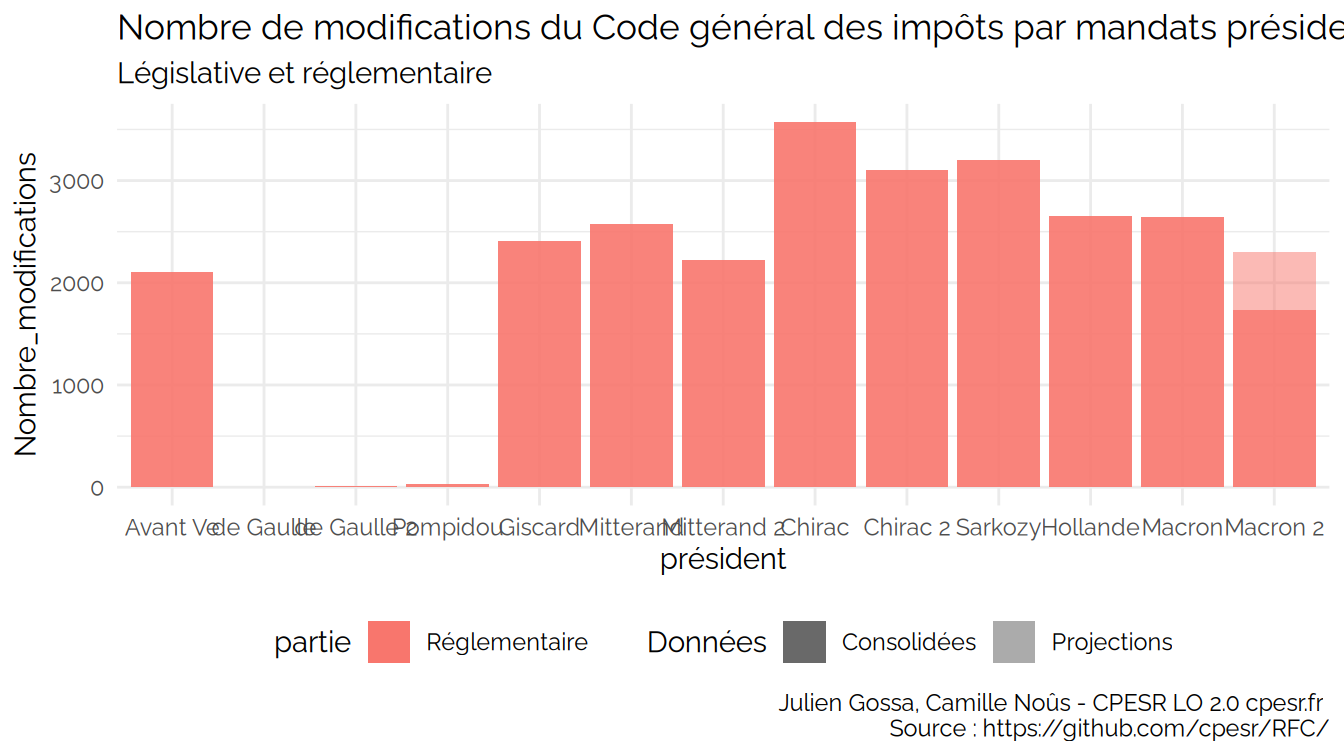 Nombre de modifications du Code général des impôts par mandats préside
Législative et réglementaire
Nombre_modifications
3000
2000
1000
0
Avant Ve de Gaulle de Gaulle 2 Pompidou Giscard Mitterand Mitterand 2 Chirac Chirac 2 Sarkozy Hollande Macron Macron 2
président
partie Réglementaire Données Consolidées Projections
Julien Gossa, Camille Noûs - CPESR LO 2.0 cpesr.fr
Source : https://github.com/cpesr/RFC/